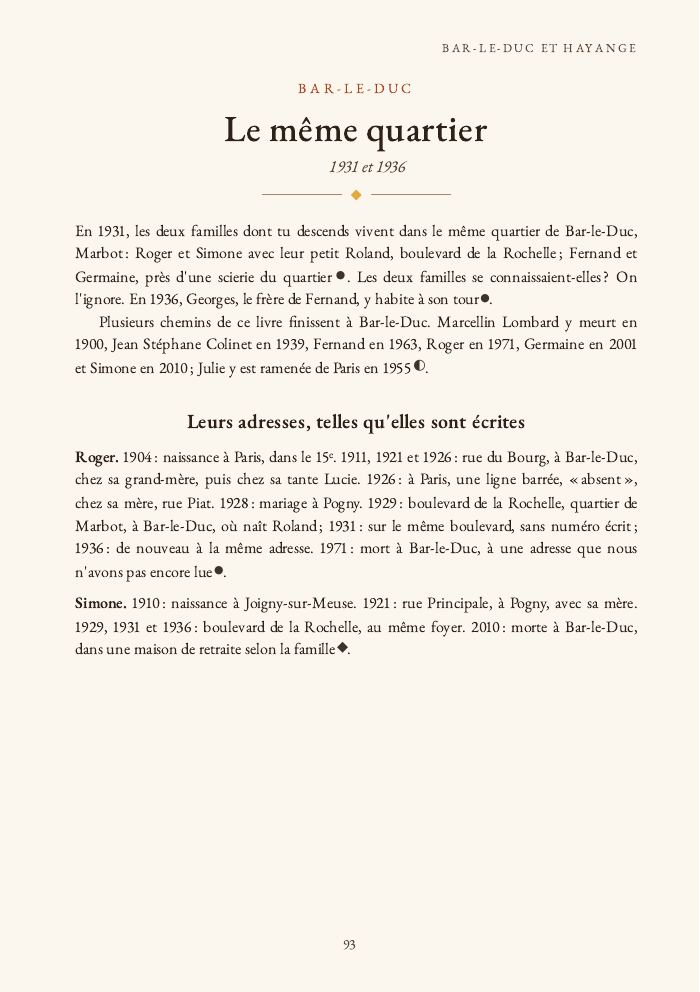 BAR-LE-DUC ET HAYANGE
BAR-LE-DUC
Le même quartier
1931 et 1936
En 1931, les deux familles dont tu descends vivent dans le même quartier de Bar-le-Duc,
Marbot : Roger et Simone avec leur petit Roland, boulevard de la Rochelle ; Fernand et
Germaine, près d'une scierie du quartier ●. Les deux familles se connaissaient-elles ? On
l'ignore. En 1936, Georges, le frère de Fernand, y habite à son tour ●.
Plusieurs chemins de ce livre finissent à Bar-le-Duc. Marcellin Lombard y meurt en
1900, Jean Stéphane Colinet en 1939, Fernand en 1963, Roger en 1971, Germaine en 2001
et Simone en 2010 ; Julie y est ramenée de Paris en 1955 ◐.
Leurs adresses, telles qu'elles sont écrites
Roger. 1904 : naissance à Paris, dans le 15e. 1911, 1921 et 1926 : rue du Bourg, à Bar-le-Duc,
chez sa grand-mère, puis chez sa tante Lucie. 1926 : à Paris, une ligne barrée, « absent »,
chez sa mère, rue Piat. 1928 : mariage à Pogny. 1929 : boulevard de la Rochelle, quartier de
Marbot, à Bar-le-Duc, où naît Roland ; 1931 : sur le même boulevard, sans numéro écrit ;
1936 : de nouveau à la même adresse. 1971 : mort à Bar-le-Duc, à une adresse que nous
n'avons pas encore lue ●.
Simone. 1910 : naissance à Joigny-sur-Meuse. 1921 : rue Principale, à Pogny, avec sa mère.
1929, 1931 et 1936 : boulevard de la Rochelle, au même foyer. 2010 : morte à Bar-le-Duc,
dans une maison de retraite selon la famille ◆.
93